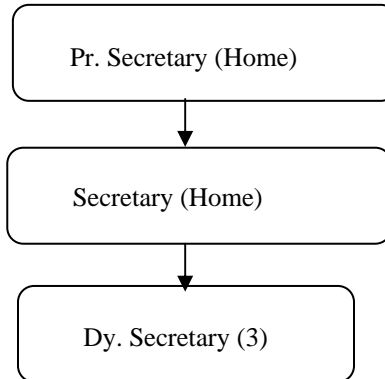 Pr. Secretary (Home)
Secretary (Home)
Dy. Secretary (3)